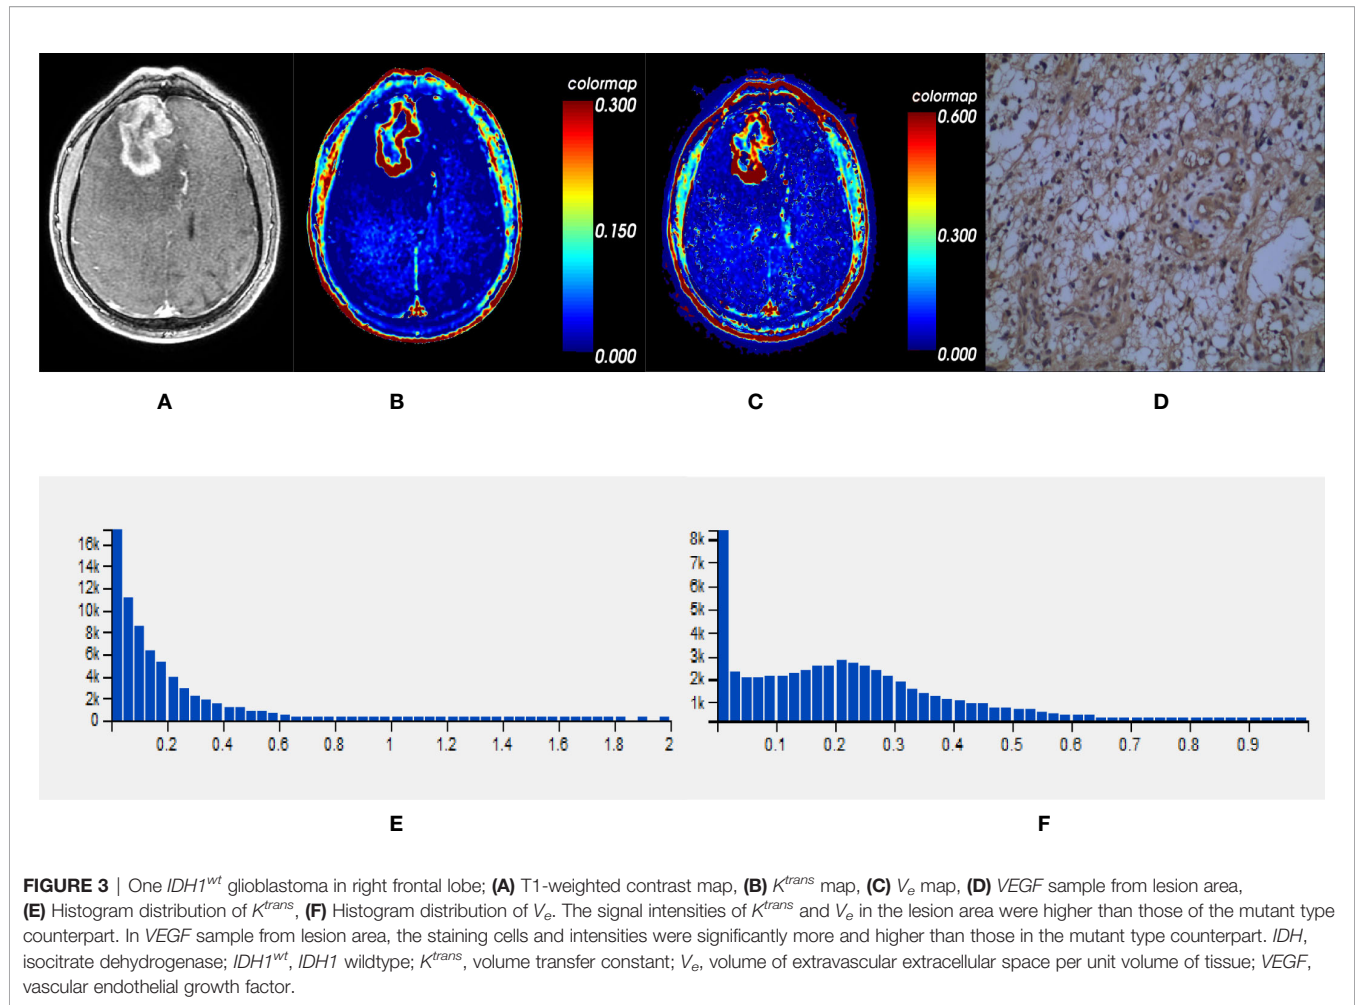 colormap
0.300
0.150
0.000
colormap
0.600
0.300
0.000
A
B
C
D
16k
14k
12k
10k
8k
6k
4k
2k
0
0.2
0.4
0.6
0.8
1
1.2
1.4
1.6
1.8
2
8k
7k
6k
5k
4k
3k
2k
1k
0.1
0.2
0.3
0.4
0.5
0.6
0.7
0.8
0.9
E
F
FIGURE 3 | One IDH1wt glioblastoma in right frontal lobe; (A) T1-weighted contrast map, (B) Ktrans map, (C) Ve map, (D) VEGF sample from lesion area,
(E) Histogram distribution of Ktrans, (F) Histogram distribution of Ve. The signal intensities of Ktrans and Ve in the lesion area were higher than those of the mutant type
counterpart. In VEGF sample from lesion area, the staining cells and intensities were significantly more and higher than those in the mutant type counterpart. IDH,
isocitrate dehydrogenase; IDH1wt, IDH1 wildtype; Ktrans, volume transfer constant; Ve, volume of extravascular extracellular space per unit volume of tissue; VEGF,
vascular endothelial growth factor.